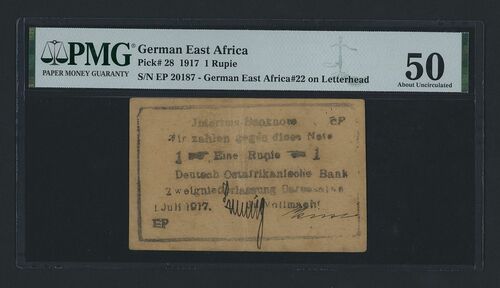 PMG
PAPER MONEY GUARANTY
German East Africa
Pick# 28 1917 1 Rupie
S/N EP 20187 - German East Africa#22 on Letterhead
50
About Uncirculated
Interims-Banknote EP
Wir zahlen gegen diese Note
1 Eine Rupie 1
Deutsch Ostafrikanische Bank
Zweigniederlassung Daressalam
1 Juli 1917. Vollmacht
EP